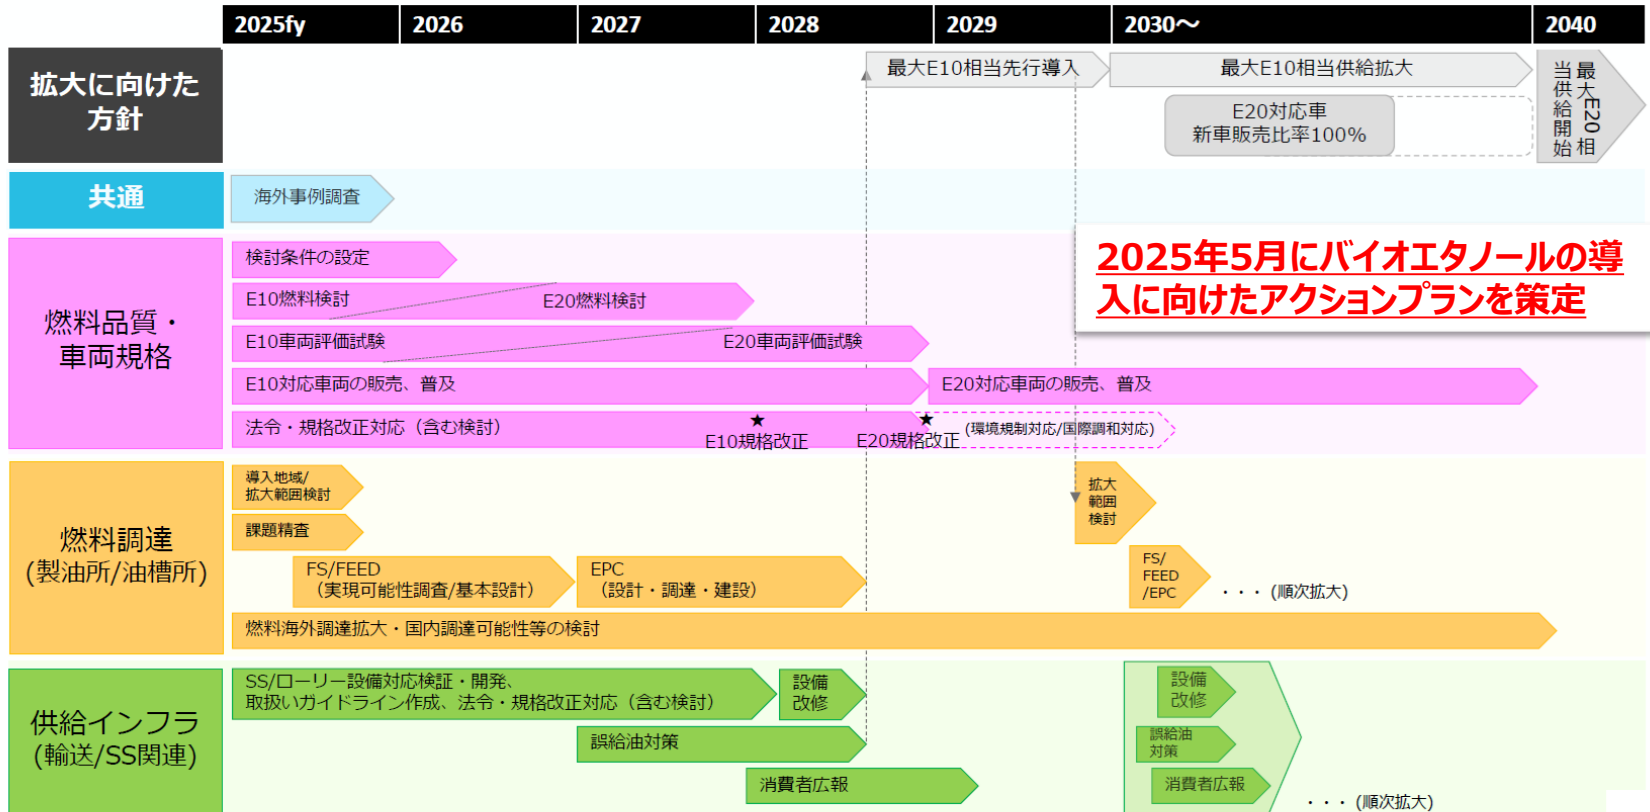 2025fy
2026
2027
2028
2029
2030～
2040
拡大に向けた
方針
最大E10相当先行導入
最大E10相当供給拡大
E20対応車
新車販売比率100%
最大E20相
当供給開始
共通
海外事例調査
2025年5月にバイオエタノールの導
入に向けたアクションプランを策定
燃料品質・
車両規格
検討条件の設定
E10燃料検討
E20燃料検討
E10車両評価試験
E20車両評価試験
E10対応車両の販売、普及
E20対応車両の販売、普及
法令・規格改正対応（含む検討）
★
E10規格改正
★
E20規格改正
(環境規制対応/国際調和対応)
燃料調達
(製油所/油槽所)
導入地域/
拡大範囲検討
課題精査
FS/FEED
（実現可能性調査/基本設計）
EPC
（設計・調達・建設）
拡大
範囲
検討
FS/
FEED
/EPC
・・・ (順次拡大)
燃料海外調達拡大・国内調達可能性等の検討
供給インフラ
(輸送/SS関連)
SS/ローリー設備対応検証・開発、
取扱いガイドライン作成、法令・規格改正対応（含む検討）
設備
改修
誤給油対策
消費者広報
設備
改修
誤給油
対策
消費者広報
・・・ (順次拡大)